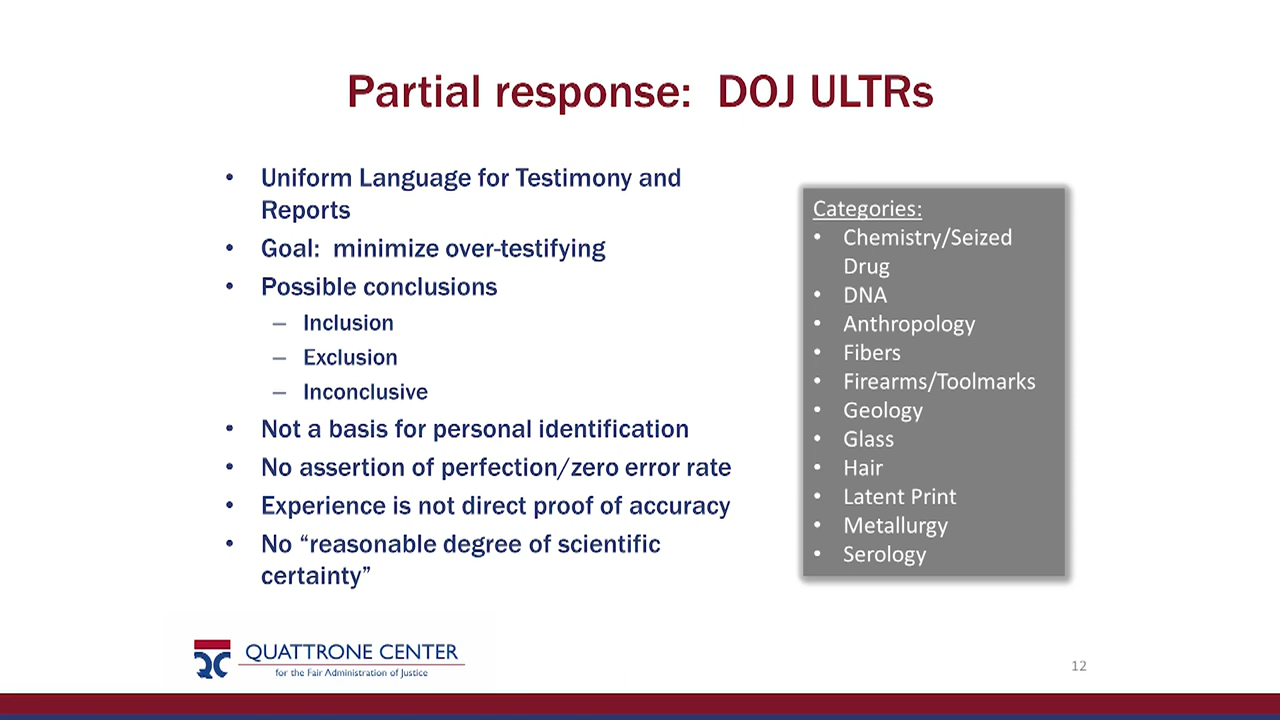 Partial response: DOJ ULTRs
• Uniform Language for Testimony and
Reports
• Goal: minimize over-testifying
• Possible conclusions
– Inclusion
– Exclusion
– Inconclusive
• Not a basis for personal identification
• No assertion of perfection/zero error rate
• Experience is not direct proof of accuracy
• No “reasonable degree of scientific
certainty”
Categories:
• Chemistry/Seized
Drug
• DNA
• Anthropology
• Fibers
• Firearms/Toolmarks
• Geology
• Glass
• Hair
• Latent Print
• Metallurgy
• Serology
QC QUATTRONE CENTER
for the Fair Administration of Justice
12